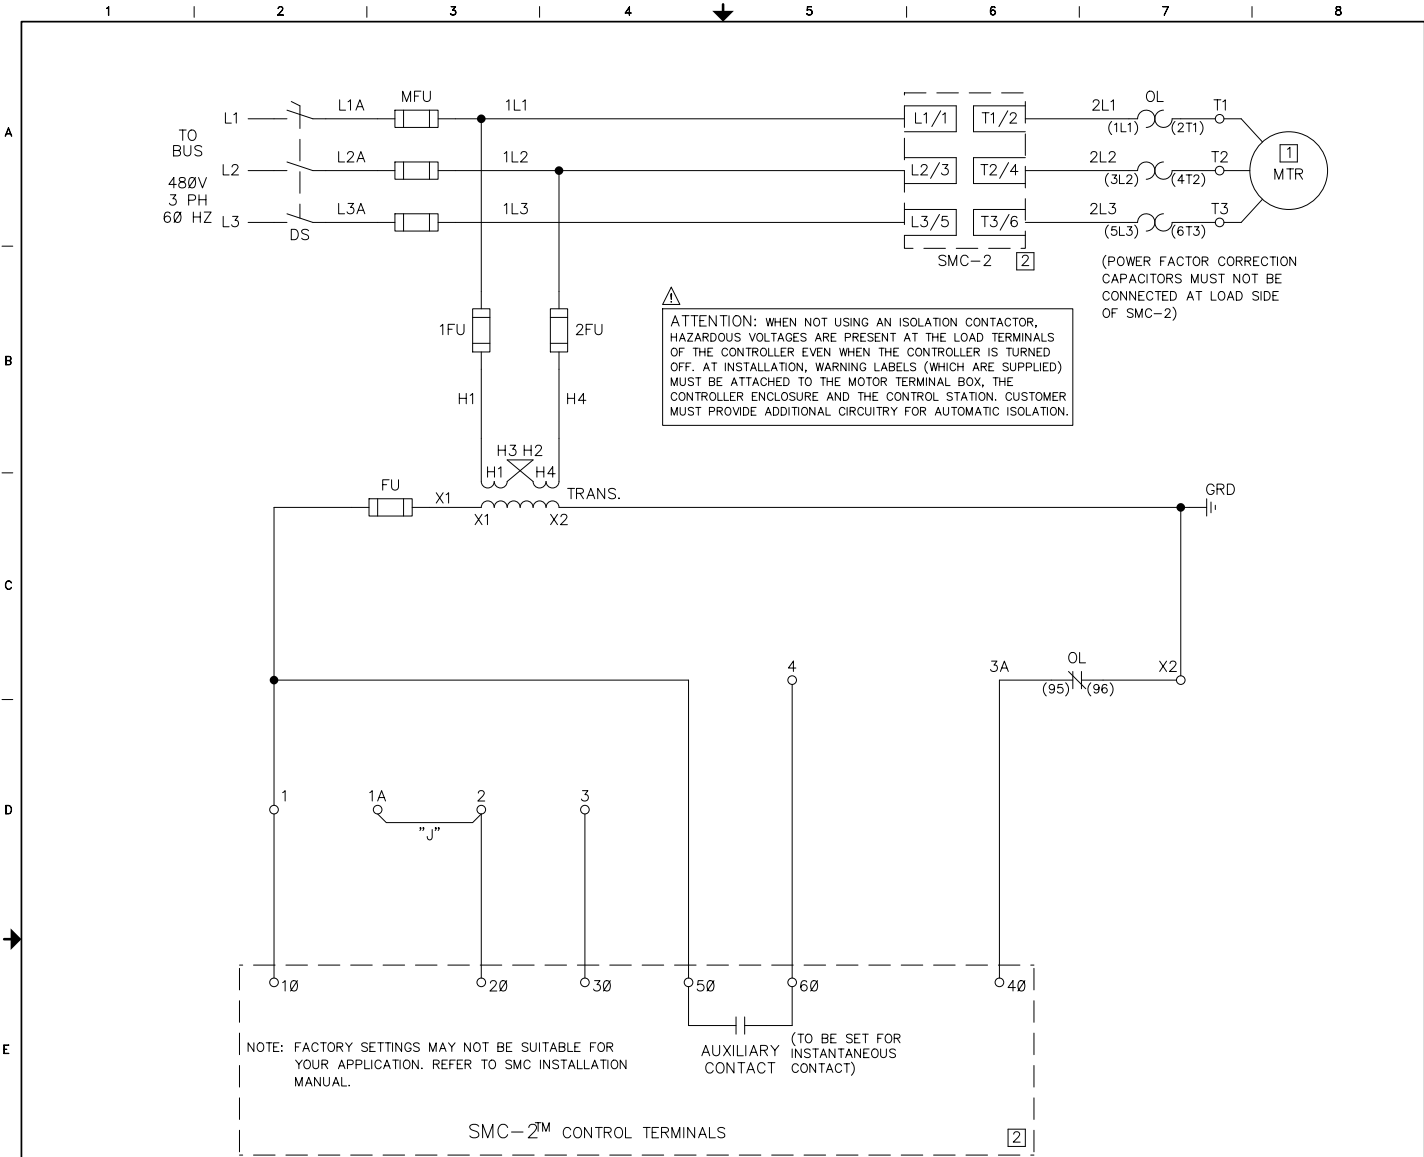 1 2 3 4 5 6 7 8
A
B
C
D
E
TO
BUS
48Ø V
3 PH
6Ø HZ
L1
L2
L3
DS
L1A
L2A
L3A
MFU
1L1
1L2
1L3
L1/1 T1/2
L2/3 T2/4
L3/5 T3/6
SMC-2 2
2L1 OL T1
(1L1) (2T1)
2L2 T2
(3L2) (4T2)
2L3 T3
(5L3) (6T3)
1
MTR
(POWER FACTOR CORRECTION
CAPACITORS MUST NOT BE
CONNECTED AT LOAD SIDE
OF SMC-2)
!
ATTENTION: WHEN NOT USING AN ISOLATION CONTACTOR,
HAZARDOUS VOLTAGES ARE PRESENT AT THE LOAD TERMINALS
OF THE CONTROLLER EVEN WHEN THE CONTROLLER IS TURNED
OFF. AT INSTALLATION, WARNING LABELS (WHICH ARE SUPPLIED)
MUST BE ATTACHED TO THE MOTOR TERMINAL BOX, THE
CONTROLLER ENCLOSURE AND THE CONTROL STATION. CUSTOMER
MUST PROVIDE ADDITIONAL CIRCUITRY FOR AUTOMATIC ISOLATION.
1FU 2FU
H1 H4
H3 H2
H1 H4
FU X1 TRANS.
X1 X2
GRD
4
3A OL X2
(95) (96)
1 1A 2 3
"J"
1Ø 2Ø 3Ø 5Ø 6Ø 4Ø
NOTE: FACTORY SETTINGS MAY NOT BE SUITABLE FOR
YOUR APPLICATION. REFER TO SMC INSTALLATION
MANUAL.
AUXILIARY
CONTACT
(TO BE SET FOR
INSTANTANEOUS
CONTACT)
SMC-2™ CONTROL TERMINALS 2